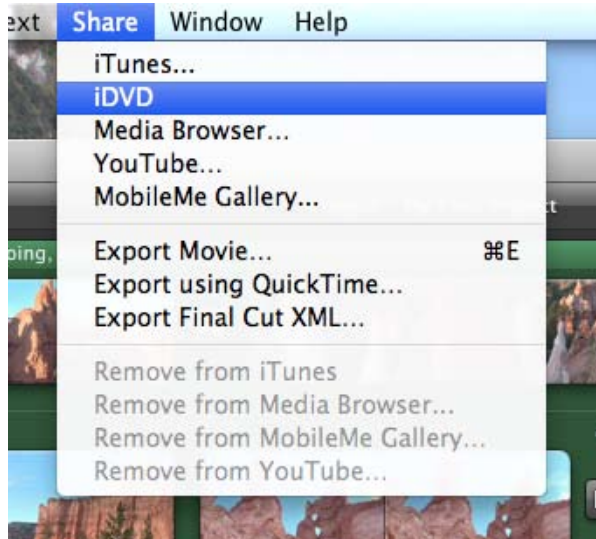 ext Share Window Help
iTunes...
iDVD
Media Browser...
YouTube...
MobileMe Gallery...
Export Movie... ⌘E
Export using QuickTime...
Export Final Cut XML...
Remove from iTunes
Remove from Media Browser...
Remove from MobileMe Gallery...
Remove from YouTube...